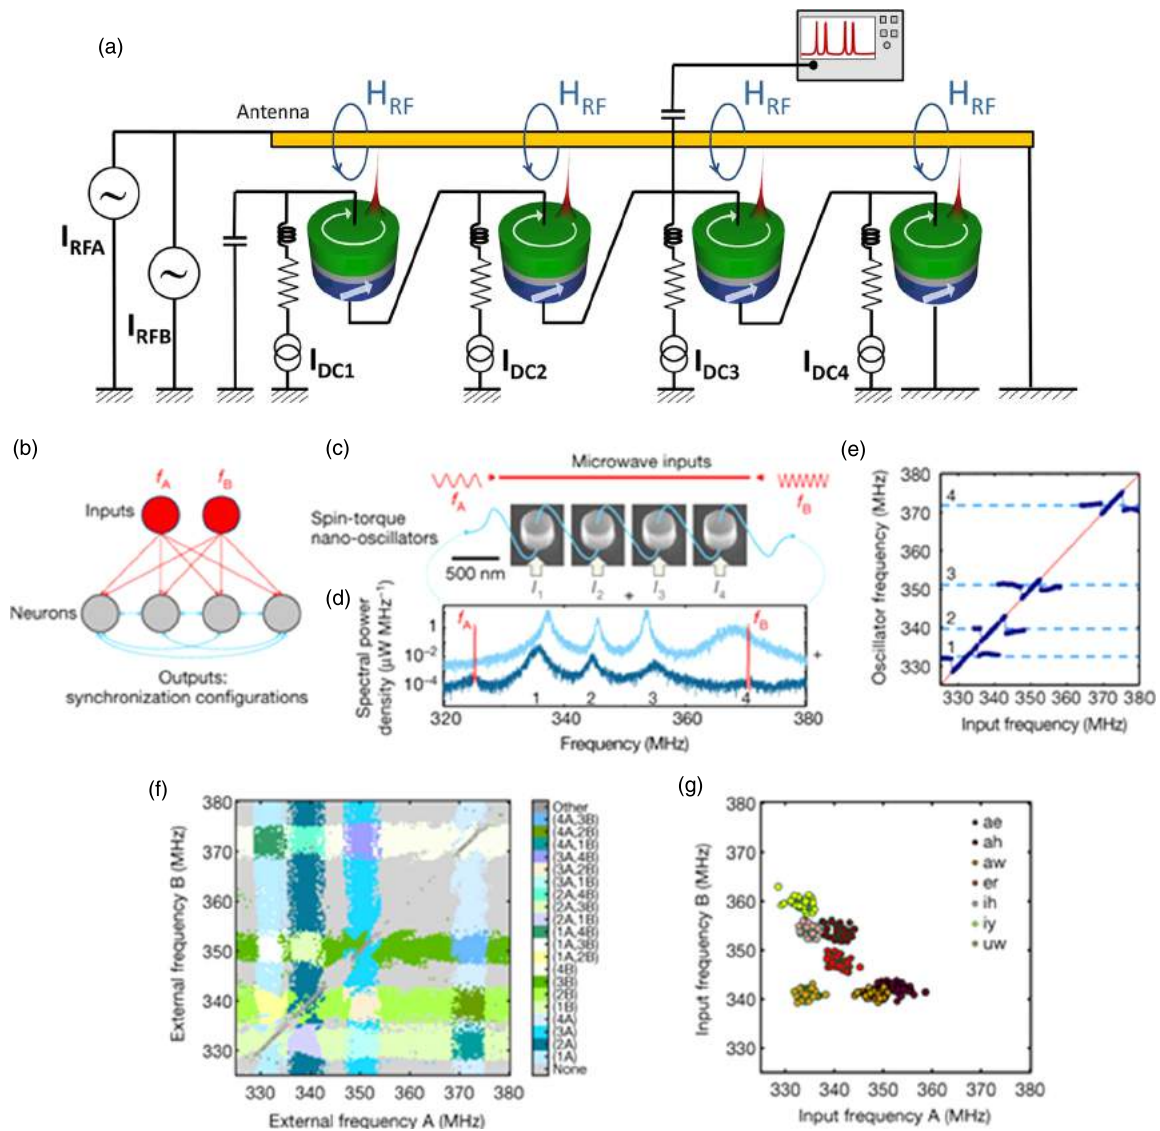 (a)
Antenna
H_RF
H_RF
H_RF
H_RF
I_RFA
I_RFB
I_DC1
I_DC2
I_DC3
I_DC4
(b)
f_A
f_B
Inputs
Neurons
Outputs:
synchronization configurations
(c)
Microwave inputs
f_A
f_B
Spin-torque
nano-oscillators
500 nm
I_1
I_2
I_3
I_4
+
(d)
Spectral power
density (μW MHz⁻¹)
1
10⁻²
10⁻⁴
f_A
f_B
+
1
2
3
4
320
340
360
380
Frequency (MHz)
(e)
Oscillator frequency
(MHz)
380
370
360
350
340
330
4
3
2
1
330
340
350
360
370
380
Input frequency (MHz)
(f)
External frequency B (MHz)
380
370
360
350
340
330
330
340
350
360
370
380
External frequency A (MHz)
Other
(4A,3B)
(4A,2B)
(4A,1B)
(3A,4B)
(3A,2B)
(3A,1B)
(2A,4B)
(2A,3B)
(2A,1B)
(1A,4B)
(1A,3B)
(1A,2B)
(4B)
(3B)
(2B)
(1B)
(4A)
(3A)
(2A)
(1A)
None
(g)
Input frequency B (MHz)
380
370
360
350
340
330
330
340
350
360
370
380
Input frequency A (MHz)
ae
ah
aw
er
ih
iy
uw